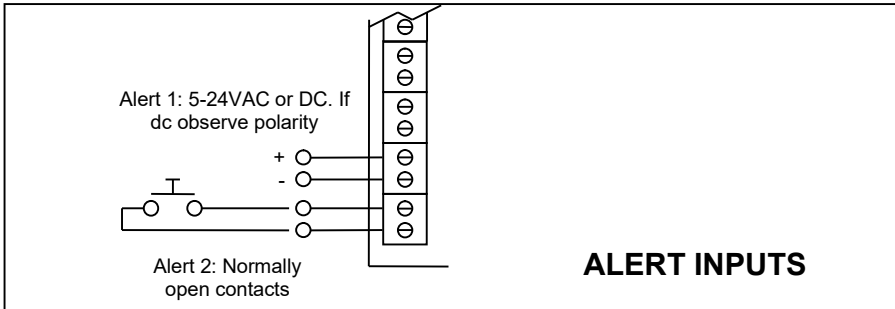 Alert 1: 5-24VAC or DC. If
dc observe polarity
+
-
Alert 2: Normally
open contacts
ALERT INPUTS